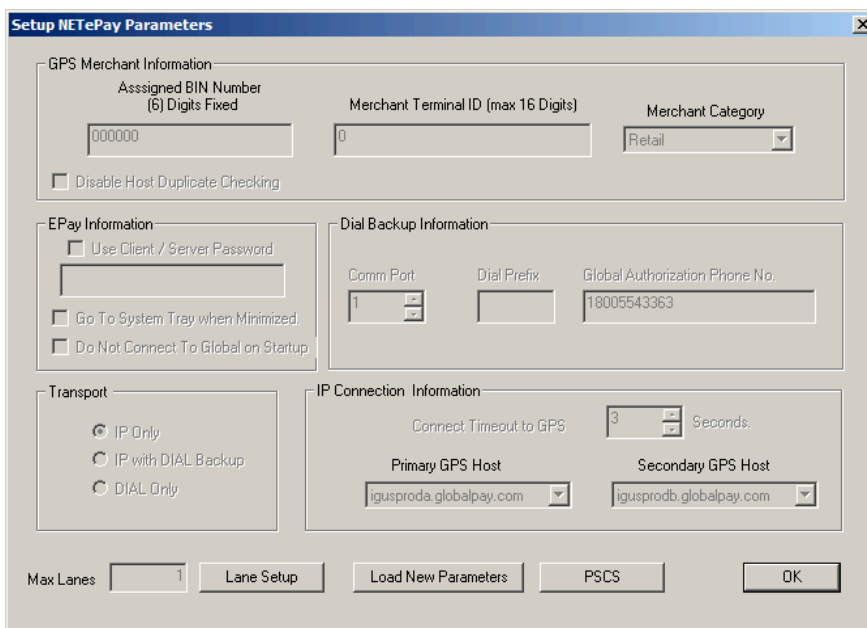 Setup NETePay Parameters
GPS Merchant Information
Asssigned BIN Number
(6) Digits Fixed
Merchant Terminal ID (max 16 Digits)
Merchant Category
000000
0
Retail
Disable Host Duplicate Checking
EPay Information
Use Client / Server Password
Go To System Tray when Minimized.
Do Not Connect To Global on Startup
Dial Backup Information
Comm Port
Dial Prefix
Global Authorization Phone No.
1
18005543363
Transport
IP Only
IP with DIAL Backup
DIAL Only
IP Connection Information
Connect Timeout to GPS
3
Seconds.
Primary GPS Host
Secondary GPS Host
igusproda.globalpay.com
igusprodb.globalpay.com
Max Lanes
1
Lane Setup
Load New Parameters
PSCS
OK